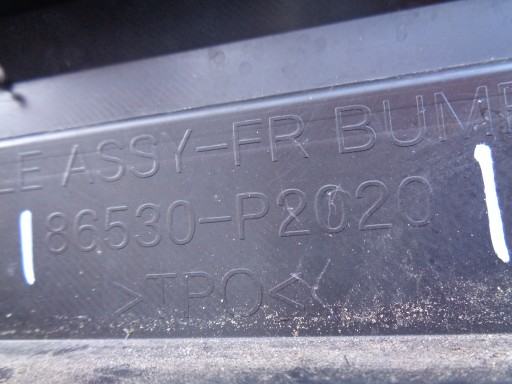 LE ASSY-FR BUMP
86530-P2020
>TPO<